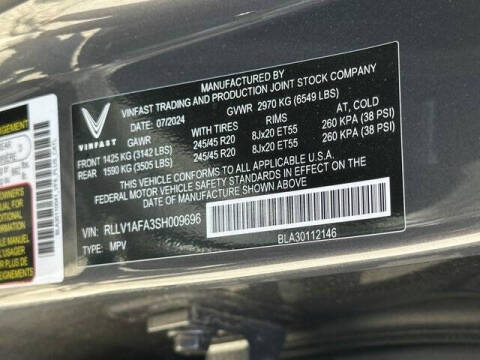 MANUFACTURED BY:
VINFAST TRADING AND PRODUCTION JOINT STOCK COMPANY
DATE: 07/2024 GVWR 2970 KG (6549 LBS)
VINFAST
GAWR TIRES RIMS AT, COLD
FRONT 1425 KG (3142 LBS) WITH 245/45 R20 8Jx20 ET55 260 KPA (38 PSI)
REAR 1590 KG (3505 LBS) WITH 245/45 R20 8Jx20 ET55 260 KPA (38 PSI)
THIS VEHICLE CONFORMS TO ALL APPLICABLE
FEDERAL MOTOR VEHICLE SAFETY STANDARDS IN
EFFECT ON THE DATE OF MANUFACTURE SHOWN ABOVE.
VIN: RLLV1AFA3SH009696
TYPE: MPV
BLA30112146
OWNER'S
MANUAL
L'USAGER